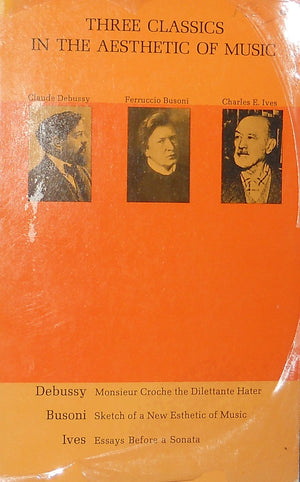 THREE CLASSICS
IN THE AESTHETIC OF MUSIC
Claude Debussy Ferruccio Busoni Charles E. Ives
Debussy Monsieur Croche the Dilettante Hater
Busoni Sketch of a New Esthetic of Music
Ives Essays Before a Sonata